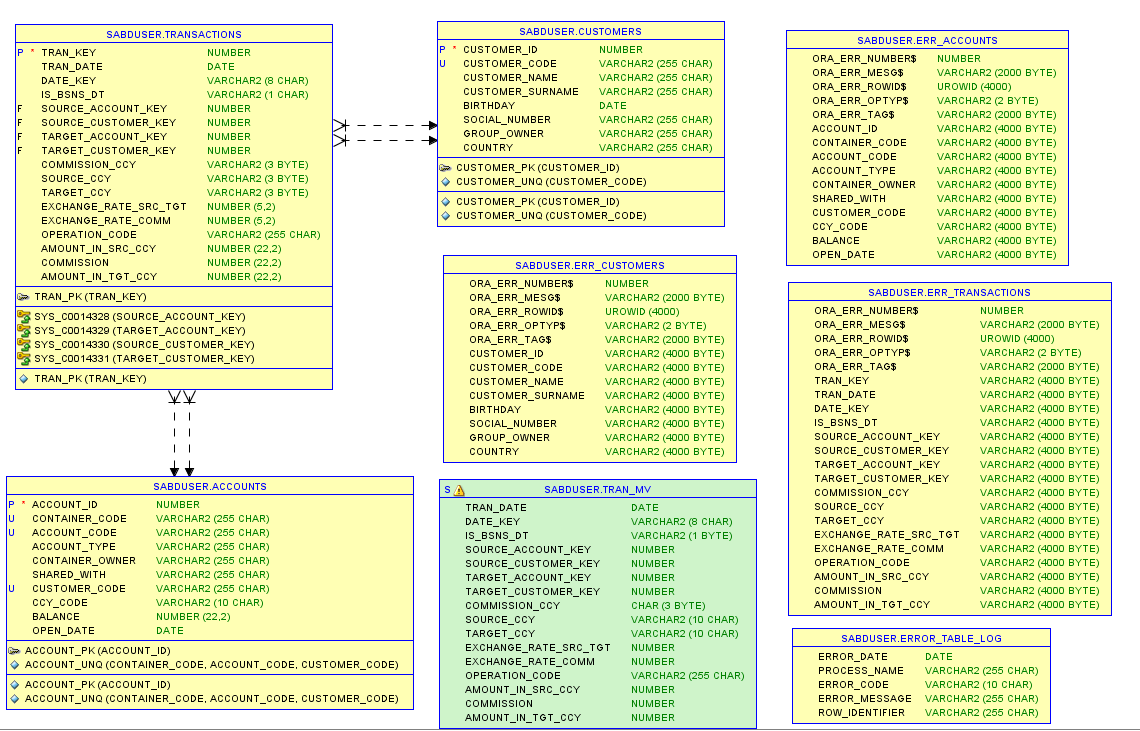 SABDUSER.TRANSACTIONS
P * TRAN_KEY NUMBER
TRAN_DATE DATE
DATE_KEY VARCHAR2 (8 CHAR)
IS_BSNS_DT VARCHAR2 (1 CHAR)
F SOURCE_ACCOUNT_KEY NUMBER
F SOURCE_CUSTOMER_KEY NUMBER
F TARGET_ACCOUNT_KEY NUMBER
F TARGET_CUSTOMER_KEY NUMBER
COMMISSION_CCY VARCHAR2 (3 BYTE)
SOURCE_CCY VARCHAR2 (3 BYTE)
TARGET_CCY VARCHAR2 (3 BYTE)
EXCHANGE_RATE_SRC_TGT NUMBER (5,2)
EXCHANGE_RATE_COMM NUMBER (5,2)
OPERATION_CODE VARCHAR2 (255 CHAR)
AMOUNT_IN_SRC_CCY NUMBER (22,2)
COMMISSION NUMBER (22,2)
AMOUNT_IN_TGT_CCY NUMBER (22,2)
TRAN_PK (TRAN_KEY)
SYS_C0014328 (SOURCE_ACCOUNT_KEY)
SYS_C0014329 (TARGET_ACCOUNT_KEY)
SYS_C0014330 (SOURCE_CUSTOMER_KEY)
SYS_C0014331 (TARGET_CUSTOMER_KEY)
TRAN_PK (TRAN_KEY)
SABDUSER.ACCOUNTS
P * ACCOUNT_ID NUMBER
U CONTAINER_CODE VARCHAR2 (255 CHAR)
U ACCOUNT_CODE VARCHAR2 (255 CHAR)
ACCOUNT_TYPE VARCHAR2 (255 CHAR)
CONTAINER_OWNER VARCHAR2 (255 CHAR)
SHARED_WITH VARCHAR2 (255 CHAR)
U CUSTOMER_CODE VARCHAR2 (255 CHAR)
CCY_CODE VARCHAR2 (10 CHAR)
BALANCE NUMBER (22,2)
OPEN_DATE DATE
ACCOUNT_PK (ACCOUNT_ID)
ACCOUNT_UNQ (CONTAINER_CODE, ACCOUNT_CODE, CUSTOMER_CODE)
ACCOUNT_PK (ACCOUNT_ID)
ACCOUNT_UNQ (CONTAINER_CODE, ACCOUNT_CODE, CUSTOMER_CODE)
SABDUSER.CUSTOMERS
P * CUSTOMER_ID NUMBER
U CUSTOMER_CODE VARCHAR2 (255 CHAR)
CUSTOMER_NAME VARCHAR2 (255 CHAR)
CUSTOMER_SURNAME VARCHAR2 (255 CHAR)
BIRTHDAY DATE
SOCIAL_NUMBER VARCHAR2 (255 CHAR)
GROUP_OWNER VARCHAR2 (255 CHAR)
COUNTRY VARCHAR2 (255 CHAR)
CUSTOMER_PK (CUSTOMER_ID)
CUSTOMER_UNQ (CUSTOMER_CODE)
CUSTOMER_PK (CUSTOMER_ID)
CUSTOMER_UNQ (CUSTOMER_CODE)
SABDUSER.ERR_CUSTOMERS
ORA_ERR_NUMBER$ NUMBER
ORA_ERR_MESG$ VARCHAR2 (2000 BYTE)
ORA_ERR_ROWID$ UROWID (4000)
ORA_ERR_OPTYP$ VARCHAR2 (2 BYTE)
ORA_ERR_TAG$ VARCHAR2 (2000 BYTE)
CUSTOMER_ID VARCHAR2 (4000 BYTE)
CUSTOMER_CODE VARCHAR2 (4000 BYTE)
CUSTOMER_NAME VARCHAR2 (4000 BYTE)
CUSTOMER_SURNAME VARCHAR2 (4000 BYTE)
BIRTHDAY VARCHAR2 (4000 BYTE)
SOCIAL_NUMBER VARCHAR2 (4000 BYTE)
GROUP_OWNER VARCHAR2 (4000 BYTE)
COUNTRY VARCHAR2 (4000 BYTE)
S SABDUSER.TRAN_MV
TRAN_DATE DATE
DATE_KEY VARCHAR2 (8 CHAR)
IS_BSNS_DT VARCHAR2 (1 BYTE)
SOURCE_ACCOUNT_KEY NUMBER
SOURCE_CUSTOMER_KEY NUMBER
TARGET_ACCOUNT_KEY NUMBER
TARGET_CUSTOMER_KEY NUMBER
COMMISSION_CCY CHAR (3 BYTE)
SOURCE_CCY VARCHAR2 (10 CHAR)
TARGET_CCY VARCHAR2 (10 CHAR)
EXCHANGE_RATE_SRC_TGT NUMBER
EXCHANGE_RATE_COMM NUMBER
OPERATION_CODE VARCHAR2 (255 CHAR)
AMOUNT_IN_SRC_CCY NUMBER
COMMISSION NUMBER
AMOUNT_IN_TGT_CCY NUMBER
SABDUSER.ERR_ACCOUNTS
ORA_ERR_NUMBER$ NUMBER
ORA_ERR_MESG$ VARCHAR2 (2000 BYTE)
ORA_ERR_ROWID$ UROWID (4000)
ORA_ERR_OPTYP$ VARCHAR2 (2 BYTE)
ORA_ERR_TAG$ VARCHAR2 (2000 BYTE)
ACCOUNT_ID VARCHAR2 (4000 BYTE)
CONTAINER_CODE VARCHAR2 (4000 BYTE)
ACCOUNT_CODE VARCHAR2 (4000 BYTE)
ACCOUNT_TYPE VARCHAR2 (4000 BYTE)
CONTAINER_OWNER VARCHAR2 (4000 BYTE)
SHARED_WITH VARCHAR2 (4000 BYTE)
CUSTOMER_CODE VARCHAR2 (4000 BYTE)
CCY_CODE VARCHAR2 (4000 BYTE)
BALANCE VARCHAR2 (4000 BYTE)
OPEN_DATE VARCHAR2 (4000 BYTE)
SABDUSER.ERR_TRANSACTIONS
ORA_ERR_NUMBER$ NUMBER
ORA_ERR_MESG$ VARCHAR2 (2000 BYTE)
ORA_ERR_ROWID$ UROWID (4000)
ORA_ERR_OPTYP$ VARCHAR2 (2 BYTE)
ORA_ERR_TAG$ VARCHAR2 (2000 BYTE)
TRAN_KEY VARCHAR2 (4000 BYTE)
TRAN_DATE VARCHAR2 (4000 BYTE)
DATE_KEY VARCHAR2 (4000 BYTE)
IS_BSNS_DT VARCHAR2 (4000 BYTE)
SOURCE_ACCOUNT_KEY VARCHAR2 (4000 BYTE)
SOURCE_CUSTOMER_KEY VARCHAR2 (4000 BYTE)
TARGET_ACCOUNT_KEY VARCHAR2 (4000 BYTE)
TARGET_CUSTOMER_KEY VARCHAR2 (4000 BYTE)
COMMISSION_CCY VARCHAR2 (4000 BYTE)
SOURCE_CCY VARCHAR2 (4000 BYTE)
TARGET_CCY VARCHAR2 (4000 BYTE)
EXCHANGE_RATE_SRC_TGT VARCHAR2 (4000 BYTE)
EXCHANGE_RATE_COMM VARCHAR2 (4000 BYTE)
OPERATION_CODE VARCHAR2 (4000 BYTE)
AMOUNT_IN_SRC_CCY VARCHAR2 (4000 BYTE)
COMMISSION VARCHAR2 (4000 BYTE)
AMOUNT_IN_TGT_CCY VARCHAR2 (4000 BYTE)
SABDUSER.ERROR_TABLE_LOG
ERROR_DATE DATE
PROCESS_NAME VARCHAR2 (255 CHAR)
ERROR_CODE VARCHAR2 (10 CHAR)
ERROR_MESSAGE VARCHAR2 (255 CHAR)
ROW_IDENTIFIER VARCHAR2 (255 CHAR)